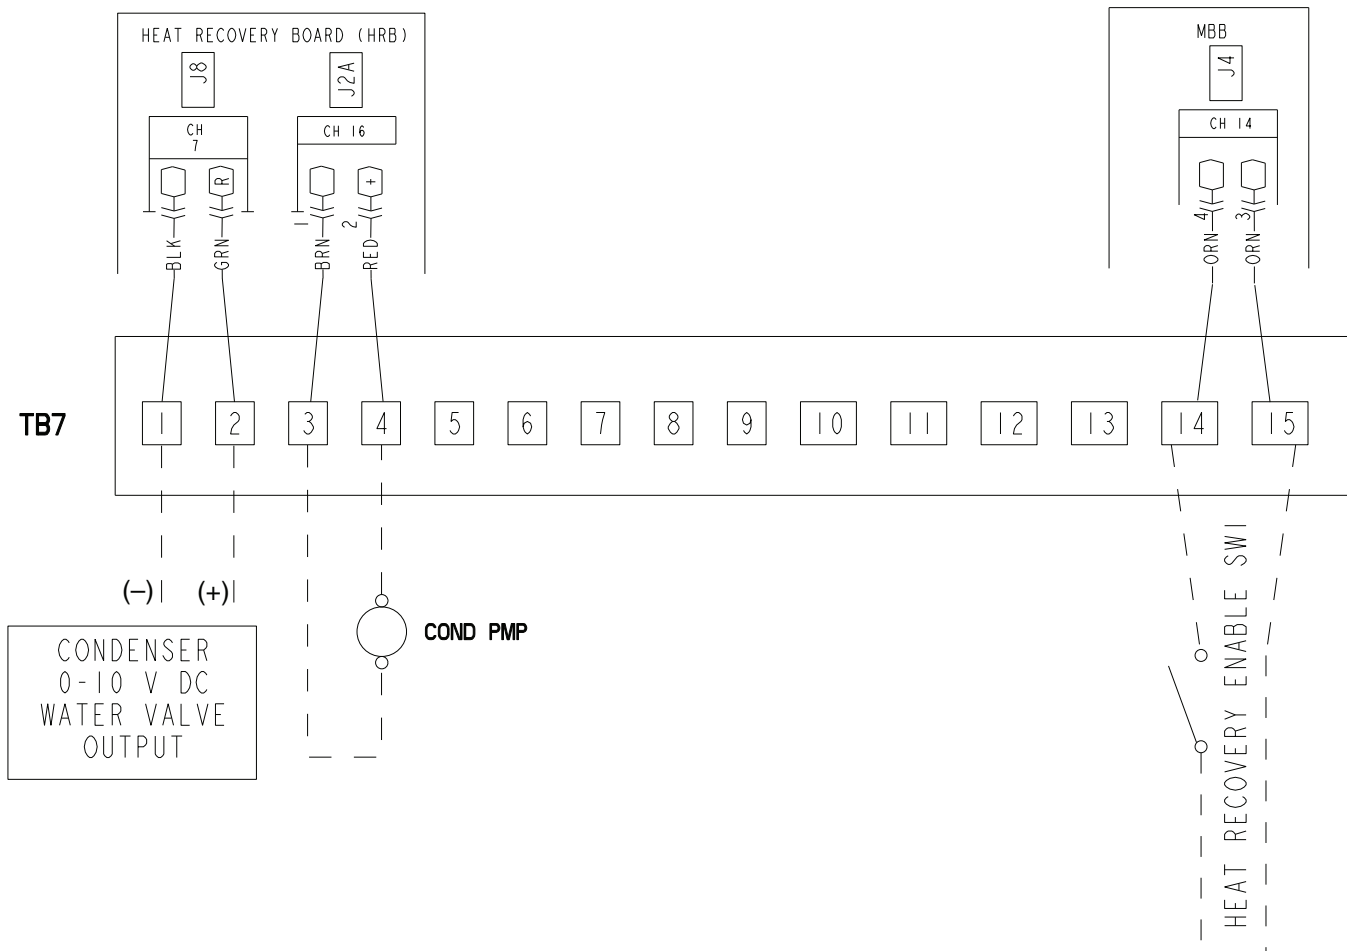 HEAT RECOVERY BOARD (HRB)
J8
J2A
CH
7
CH 16
R
+
1
2
BLK
GRN
BRN
RED
MBB
J4
CH 14
4
3
ORN
ORN
TB7
1 2 3 4 5 6 7 8 9 10 11 12 13 14 15
(–) (+)
CONDENSER
0-10 V DC
WATER VALVE
OUTPUT
COND PMP
HEAT RECOVERY ENABLE SWI